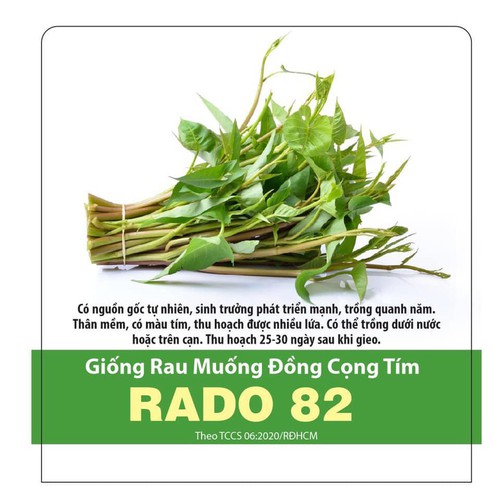 Có nguồn gốc tự nhiên, sinh trưởng phát triển mạnh, trồng quanh năm.
Thân mềm, có màu tím, thu hoạch được nhiều lứa. Có thể trồng dưới nước
hoặc trên cạn. Thu hoạch 25-30 ngày sau khi gieo.
Giống Rau Muống Đồng Cọng Tím
RADO 82
Theo TCCS 06:2020/RĐHCM